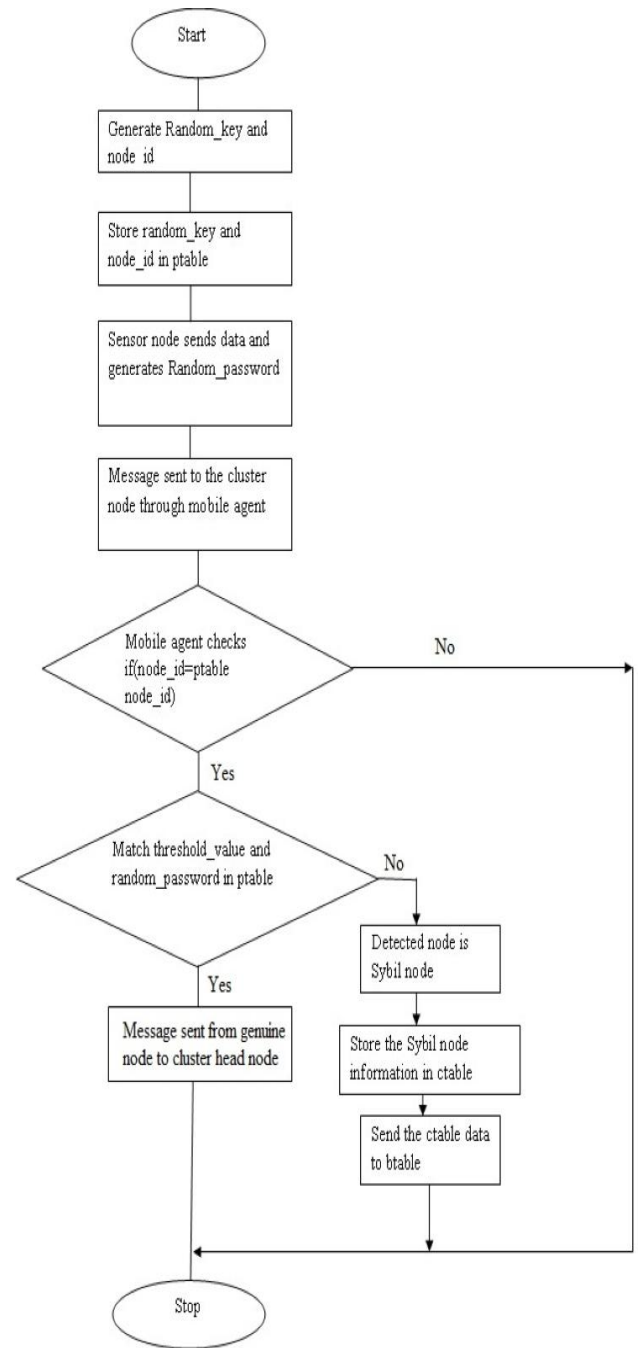 Start
Generate Random_key and
node_id
Store random_key and
node_id in ptable
Sensor node sends data and
generates Random_password
Message sent to the cluster
node through mobile agent
Mobile agent checks
if(node_id=ptable
node_id)
No
Yes
Match threshold_value and
random_password in ptable
No
Yes
Detected node is
Sybil node
Message sent from genuine
node to cluster head node
Store the Sybil node
information in ctable
Send the ctable data
to btable
Stop